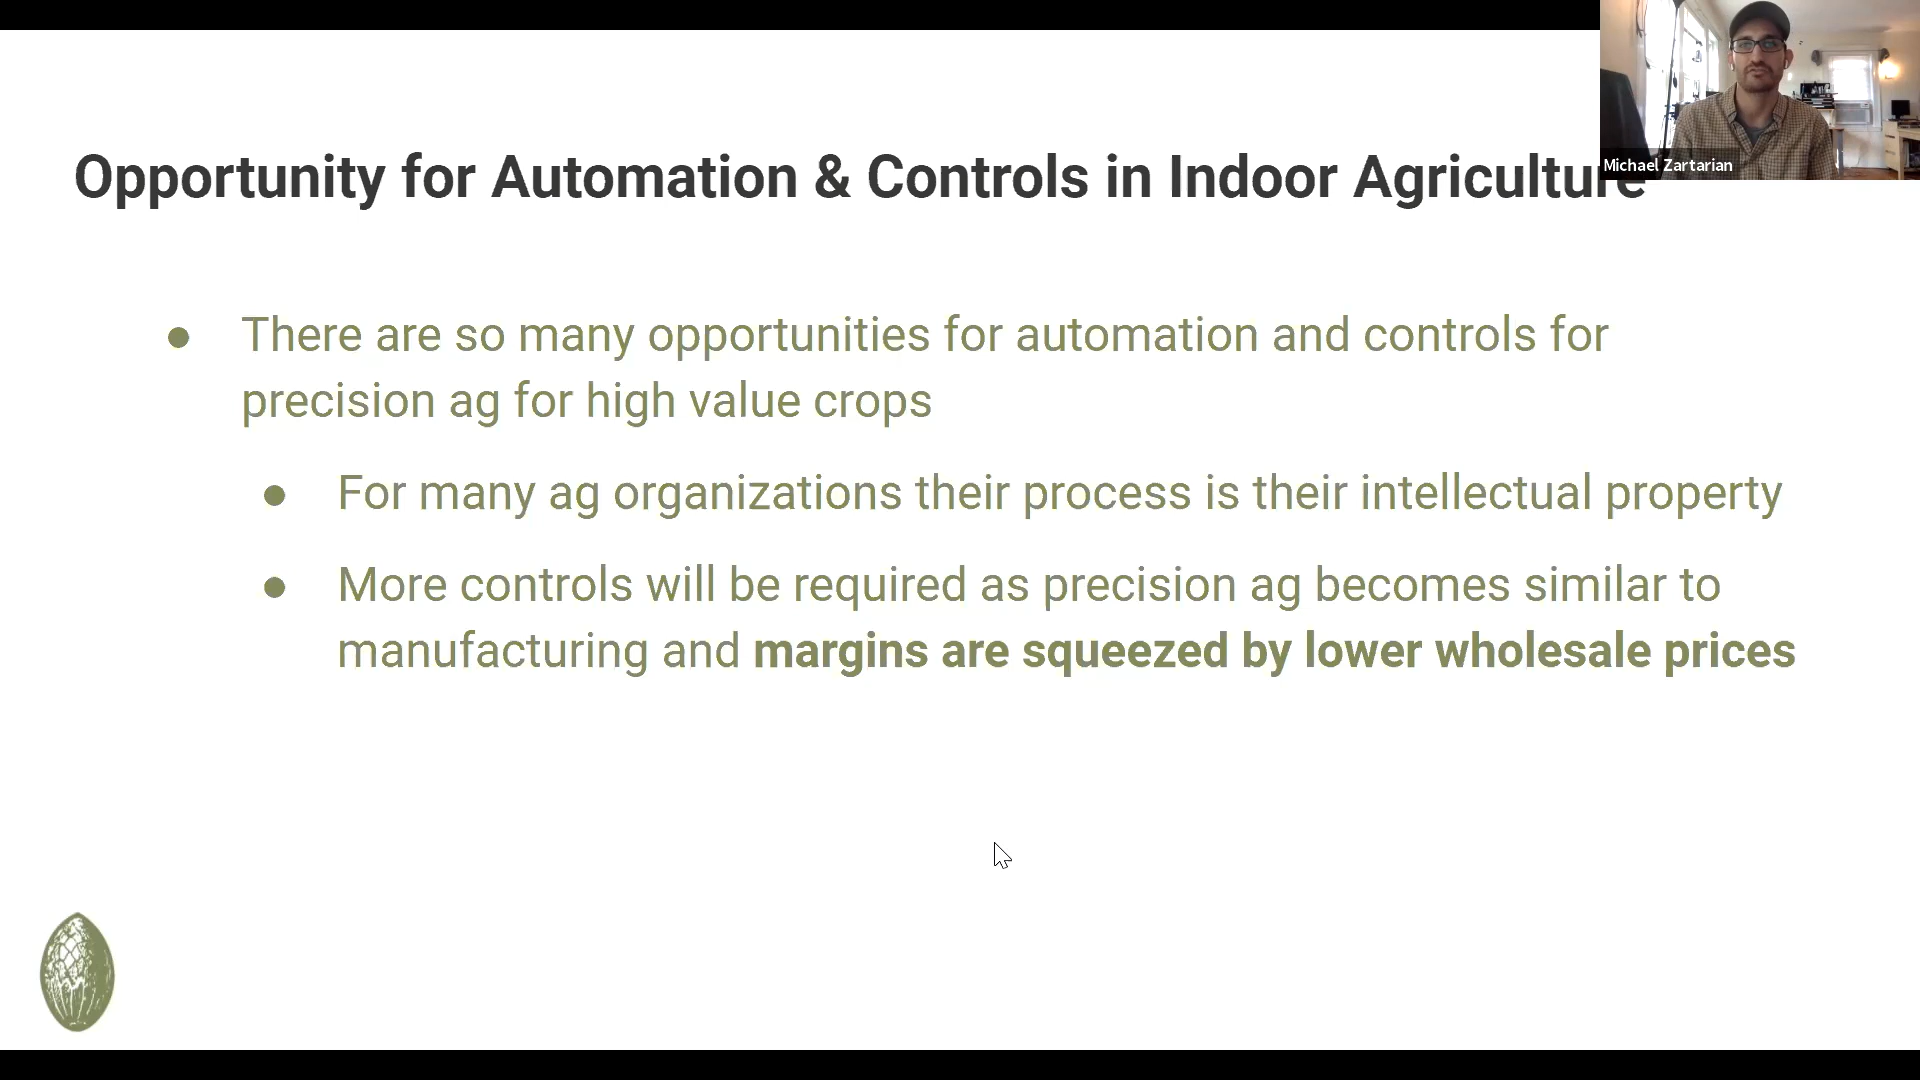 Opportunity for Automation & Controls in Indoor Agriculture
Michael Zartarian
● There are so many opportunities for automation and controls for
precision ag for high value crops
● For many ag organizations their process is their intellectual property
● More controls will be required as precision ag becomes similar to
manufacturing and margins are squeezed by lower wholesale prices